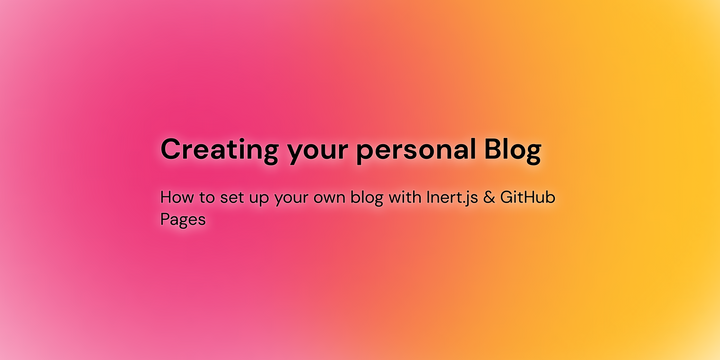 Creating your personal Blog
How to set up your own blog with Inert.js & GitHub
Pages